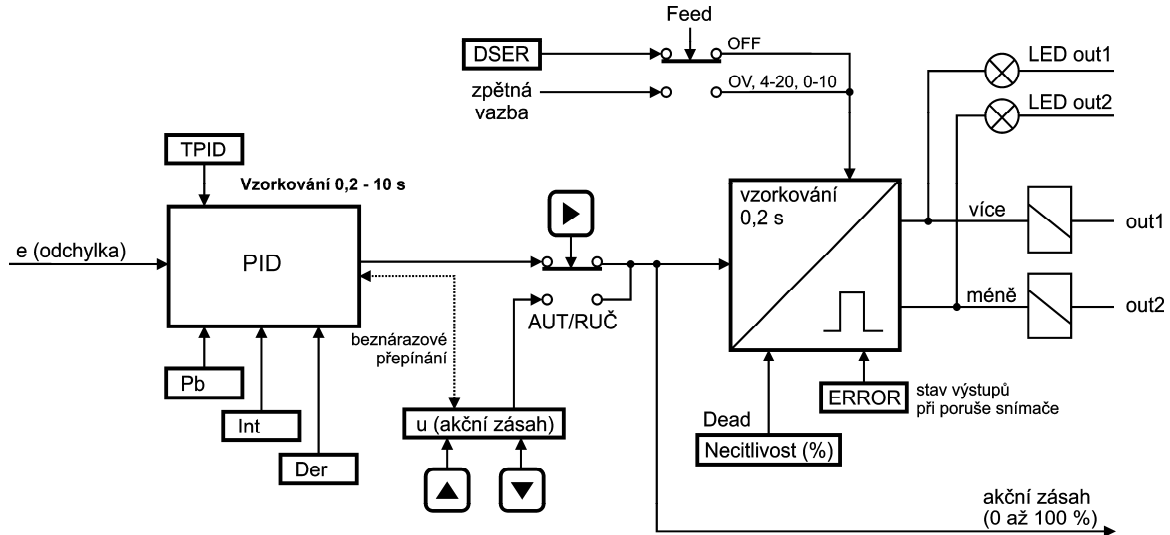 Feed
DSER
OFF
zpětná
vazba
OV, 4-20, 0-10
LED out1
LED out2
TPID
Vzorkování 0,2 - 10 s
e (odchylka)
PID
vzorkování
0,2 s
více
out1
méně
out2
AUT/RUČ
beznárazové
přepínání
Pb
Int
Der
u (akční zásah)
ERROR
stav výstupů
při poruše snímače
Dead
Necitlivost (%)
akční zásah
(0 až 100 %)